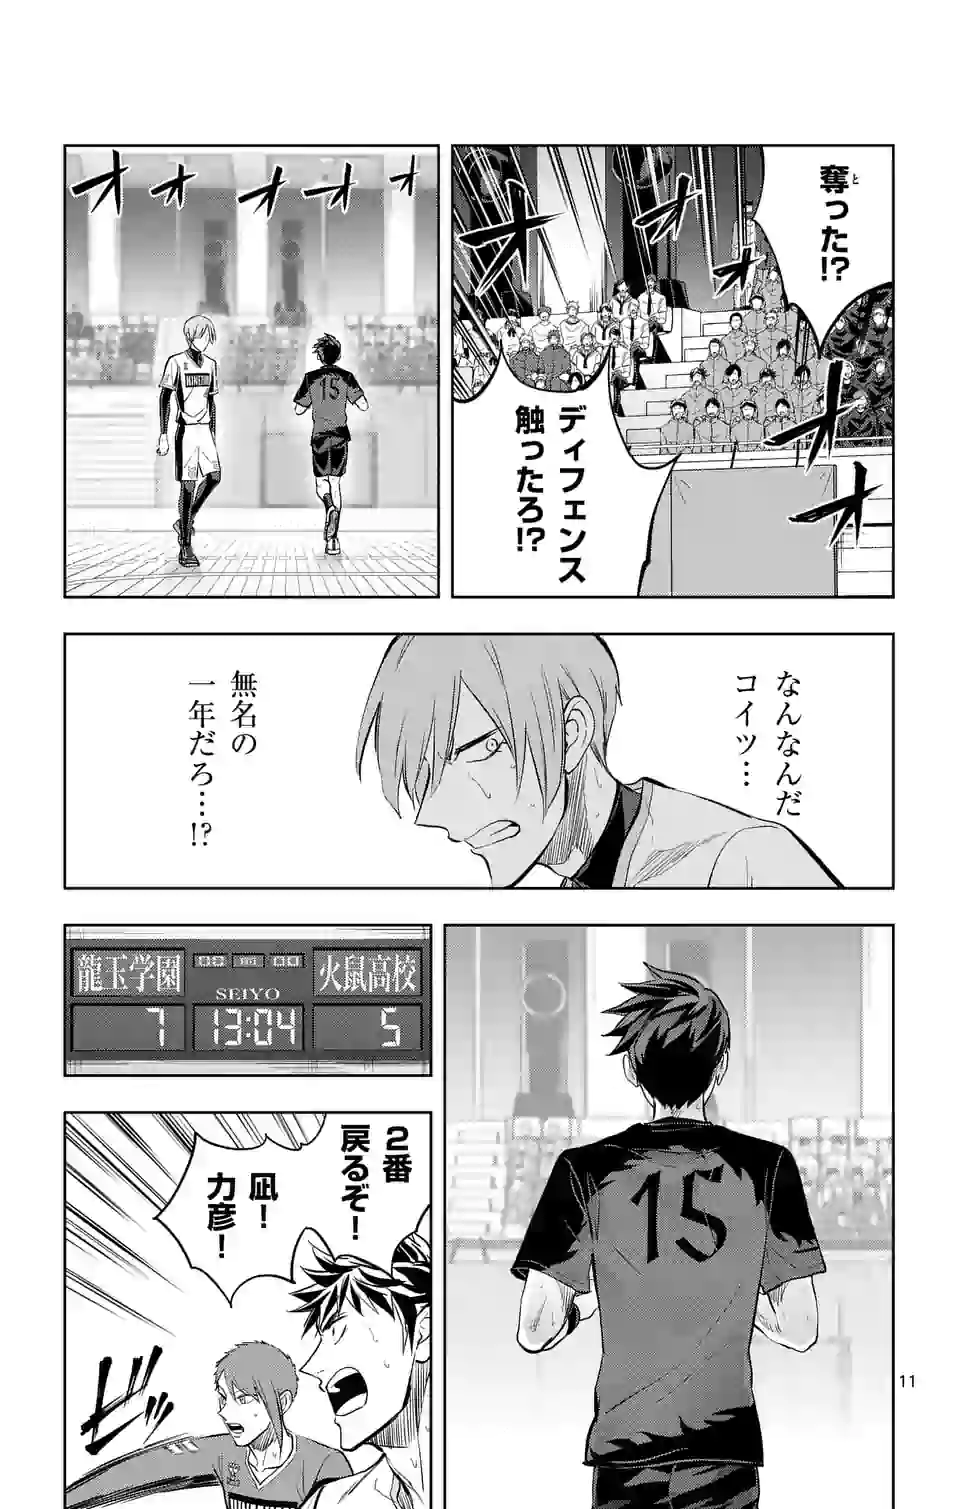 奪った!?
と
ディフェンス
触ったろ!?
オオオ
オオオオオ
なんなんだ
コイツ…
無名の
一年だろ…!?
15
龍玉学園
火鼠高校
SEIYO
7
13:04
5
15
2番
戻るぞ!
凪!
力彦!
11